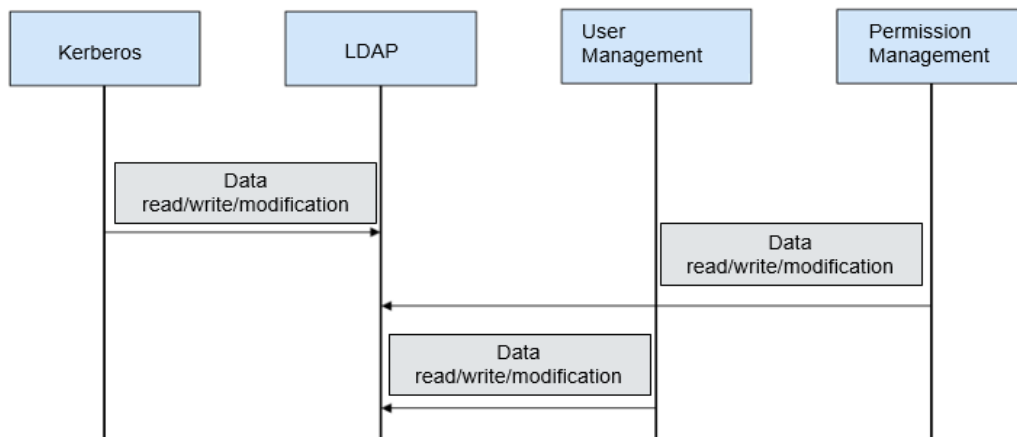 Kerberos
LDAP
User
Management
Permission
Management
Data
read/write/modification
Data
read/write/modification
Data
read/write/modification